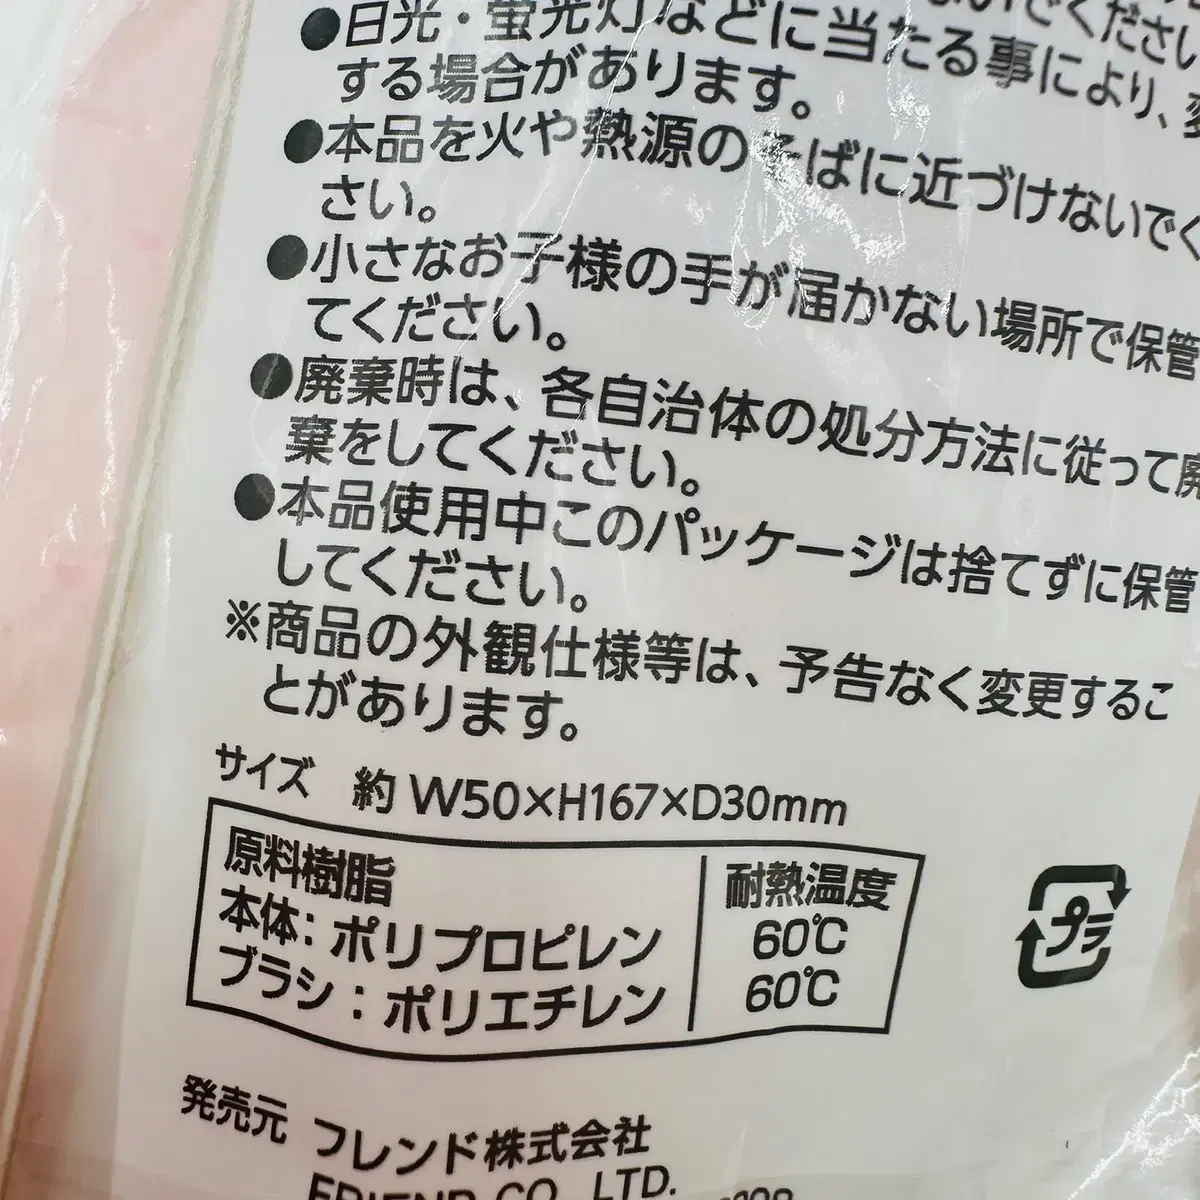 ないでください
●日光・蛍光灯などに当たる事により、変
する場合があります。
●本品を火や熱源のそばに近づけないでく
さい。
●小さなお子様の手が届かない場所で保管
てください。
●廃棄時は、各自治体の処分方法に従って廃
棄をしてください。
●本品使用中このパッケージは捨てずに保管
してください。
※商品の外観仕様等は、予告なく変更するこ
とがあります。
サイズ 約 W50×H167×D30mm
原料樹脂 耐熱温度
本体：ポリプロピレン 60℃
ブラシ：ポリエチレン 60℃
プラ
発売元 フレンド株式会社
FRIEND CO., LTD.